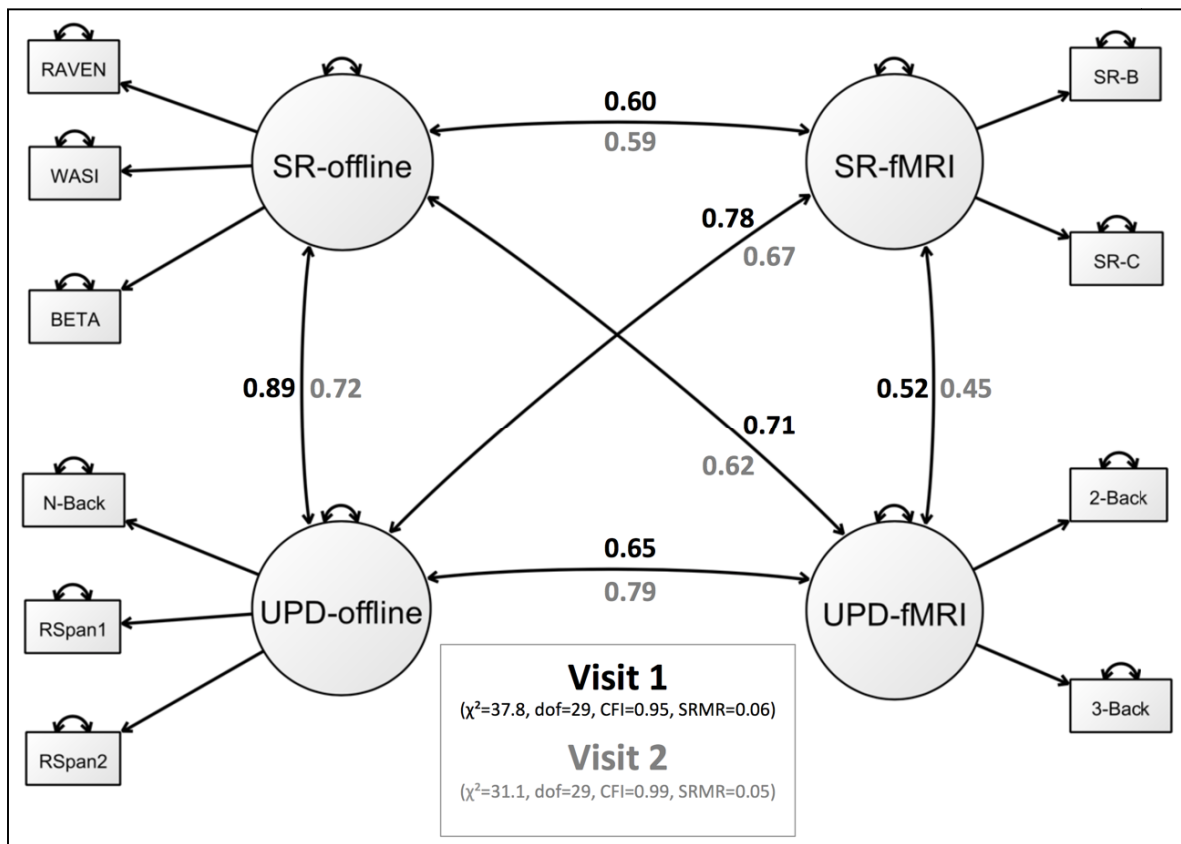 RAVEN
WASI
BETA
SR-offline
0.60
0.59
SR-fMRI
SR-B
SR-C
0.78
0.67
0.89 0.72
0.52 0.45
0.71
0.62
N-Back
RSpan1
RSpan2
UPD-offline
0.65
0.79
UPD-fMRI
2-Back
3-Back
Visit 1
(χ²=37.8, dof=29, CFI=0.95, SRMR=0.06)
Visit 2
(χ²=31.1, dof=29, CFI=0.99, SRMR=0.05)